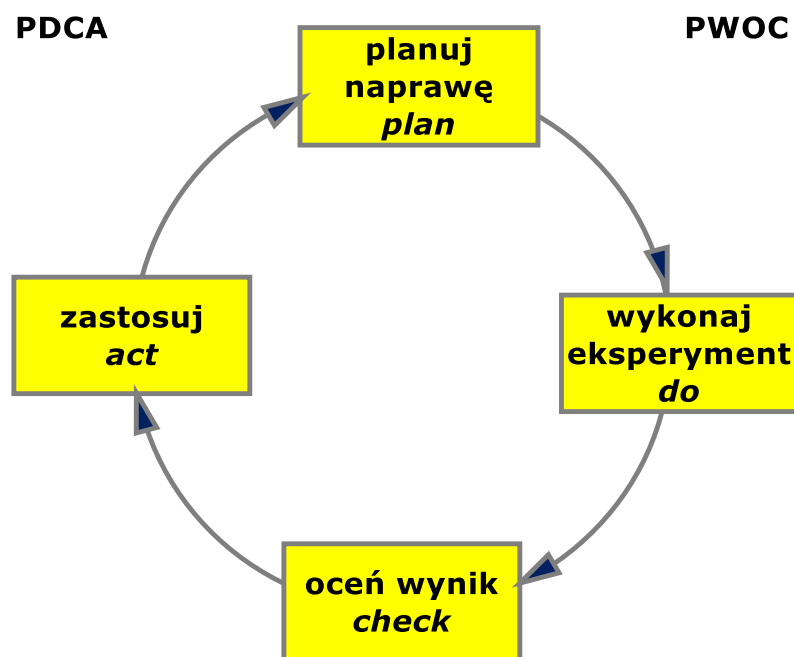 PDCA
PWOC
planuj
naprawę
plan
wykonaj
eksperyment
do
oceń wynik
check
zastosuj
act